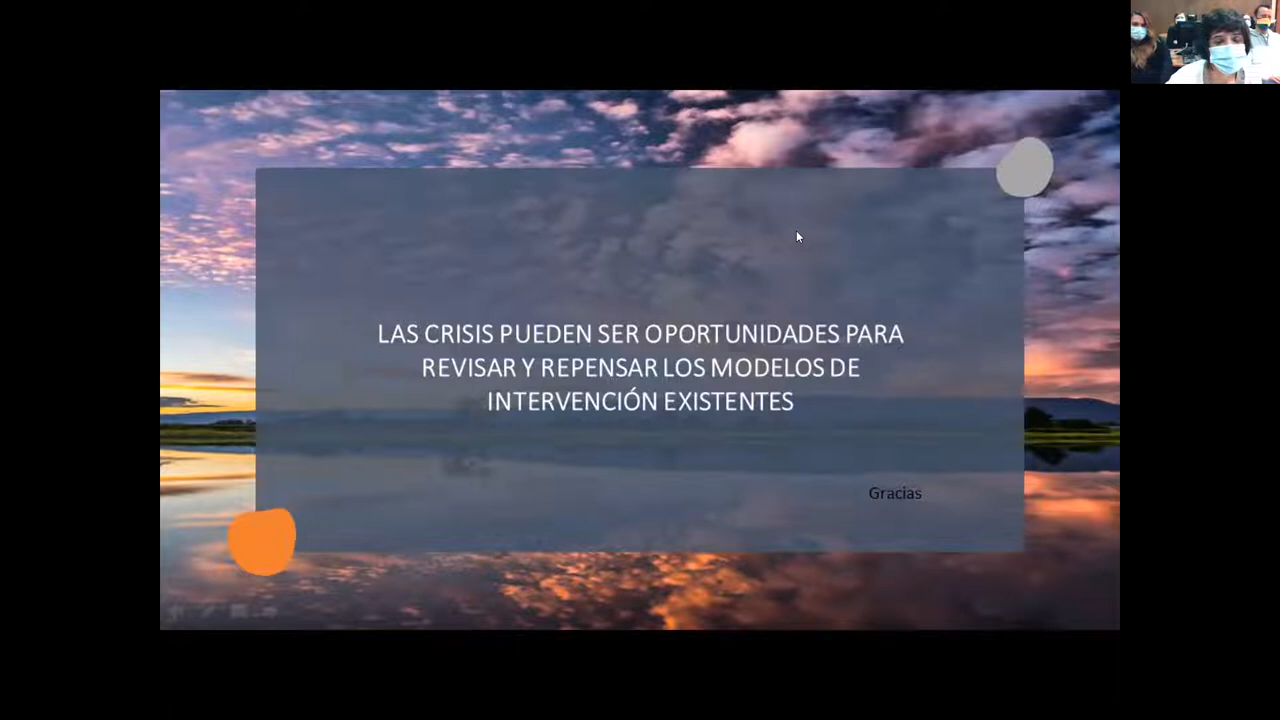 LAS CRISIS PUEDEN SER OPORTUNIDADES PARA
REVISAR Y REPENSAR LOS MODELOS DE
INTERVENCIÓN EXISTENTES
Gracias